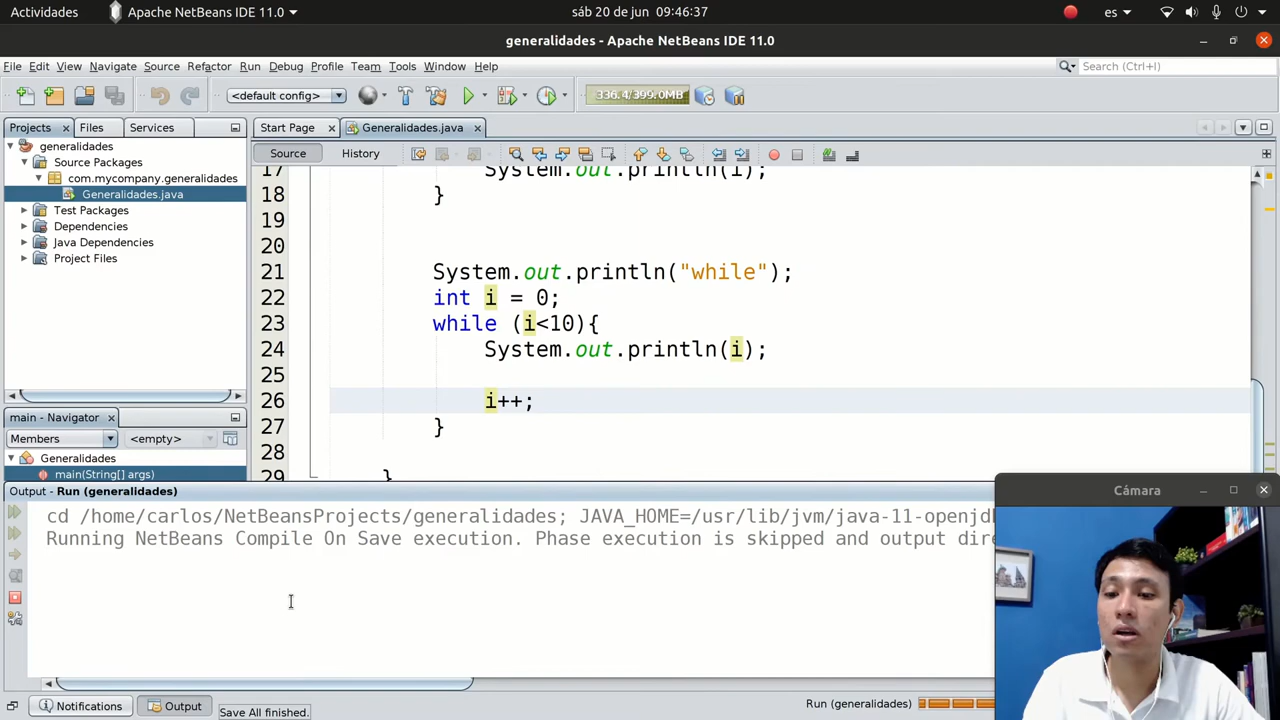 Actividades Apache NetBeans IDE 11.0 sáb 20 de jun 09:46:37 es
generalidades - Apache NetBeans IDE 11.0
File Edit View Navigate Source Refactor Run Debug Profile Team Tools Window Help Search (Ctrl+I)
<default config> 336.4/399.0MB
Projects Files Services Start Page Generalidades.java
generalidades Source History
Source Packages
com.mycompany.generalidades
Generalidades.java
Test Packages
Dependencies
Java Dependencies
Project Files
17 System.out.println(i);
18 }
19
20
21 System.out.println("while");
22 int i = 0;
23 while (i<10){
24 System.out.println(i);
25
26 i++;
27 }
28
29 }
main - Navigator
Members <empty>
Generalidades
main(String[] args)
Output - Run (generalidades)
Cámara
cd /home/carlos/NetBeansProjects/generalidades; JAVA_HOME=/usr/lib/jvm/java-11-openjd
Running NetBeans Compile On Save execution. Phase execution is skipped and output dire
Notifications Output Save All finished. Run (generalidades)